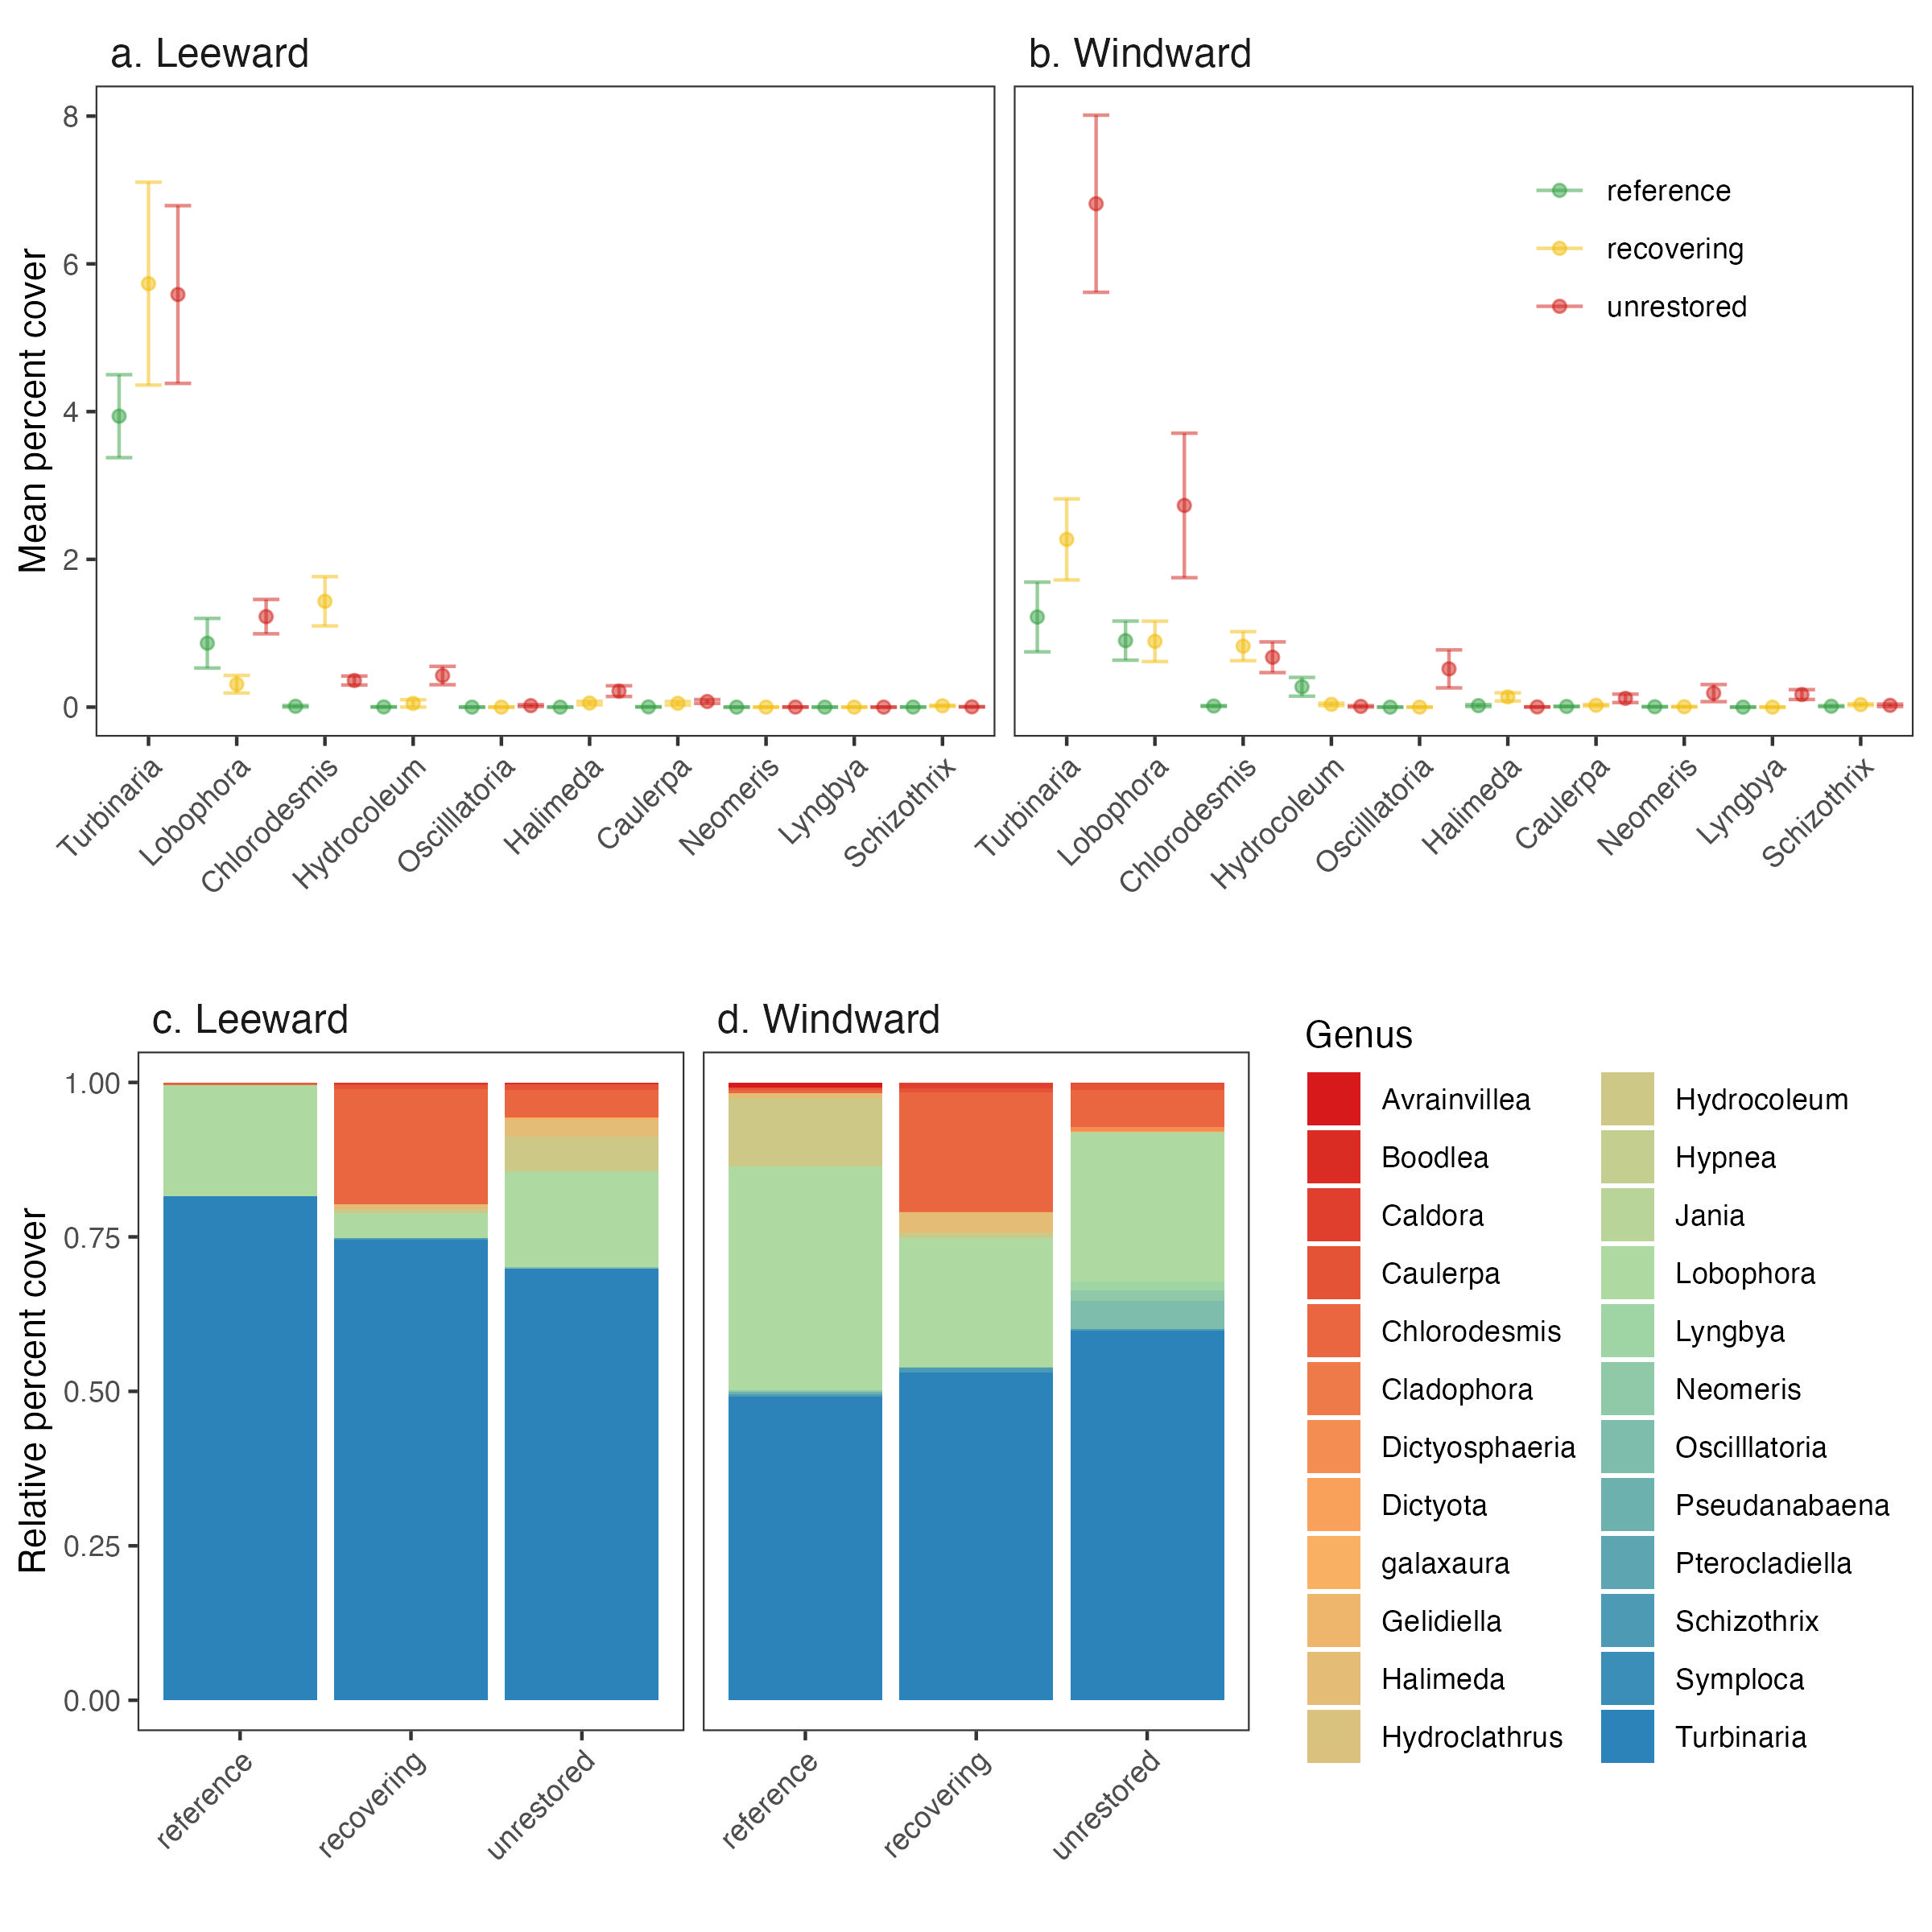 a. Leeward
b. Windward
Mean percent cover
8
6
4
2
0
reference
recovering
unrestored
Turbinaria
Lobophora
Chlorodesmis
Hydrocoleum
Oscilllatoria
Halimeda
Caulerpa
Neomeris
Lyngbya
Schizothrix
Turbinaria
Lobophora
Chlorodesmis
Hydrocoleum
Oscilllatoria
Halimeda
Caulerpa
Neomeris
Lyngbya
Schizothrix
c. Leeward
d. Windward
Relative percent cover
1.00
0.75
0.50
0.25
0.00
reference
recovering
unrestored
reference
recovering
unrestored
Genus
Avrainvillea
Boodlea
Caldora
Caulerpa
Chlorodesmis
Cladophora
Dictyosphaeria
Dictyota
galaxaura
Gelidiella
Halimeda
Hydroclathrus
Hydrocoleum
Hypnea
Jania
Lobophora
Lyngbya
Neomeris
Oscilllatoria
Pseudanabaena
Pterocladiella
Schizothrix
Symploca
Turbinaria